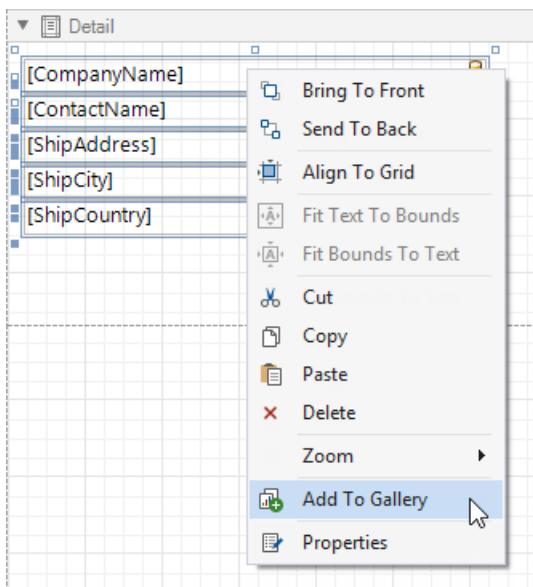 Detail
[CompanyName]
[ContactName]
[ShipAddress]
[ShipCity]
[ShipCountry]
Bring To Front
Send To Back
Align To Grid
Fit Text To Bounds
Fit Bounds To Text
Cut
Copy
Paste
Delete
Zoom
Add To Gallery
Properties